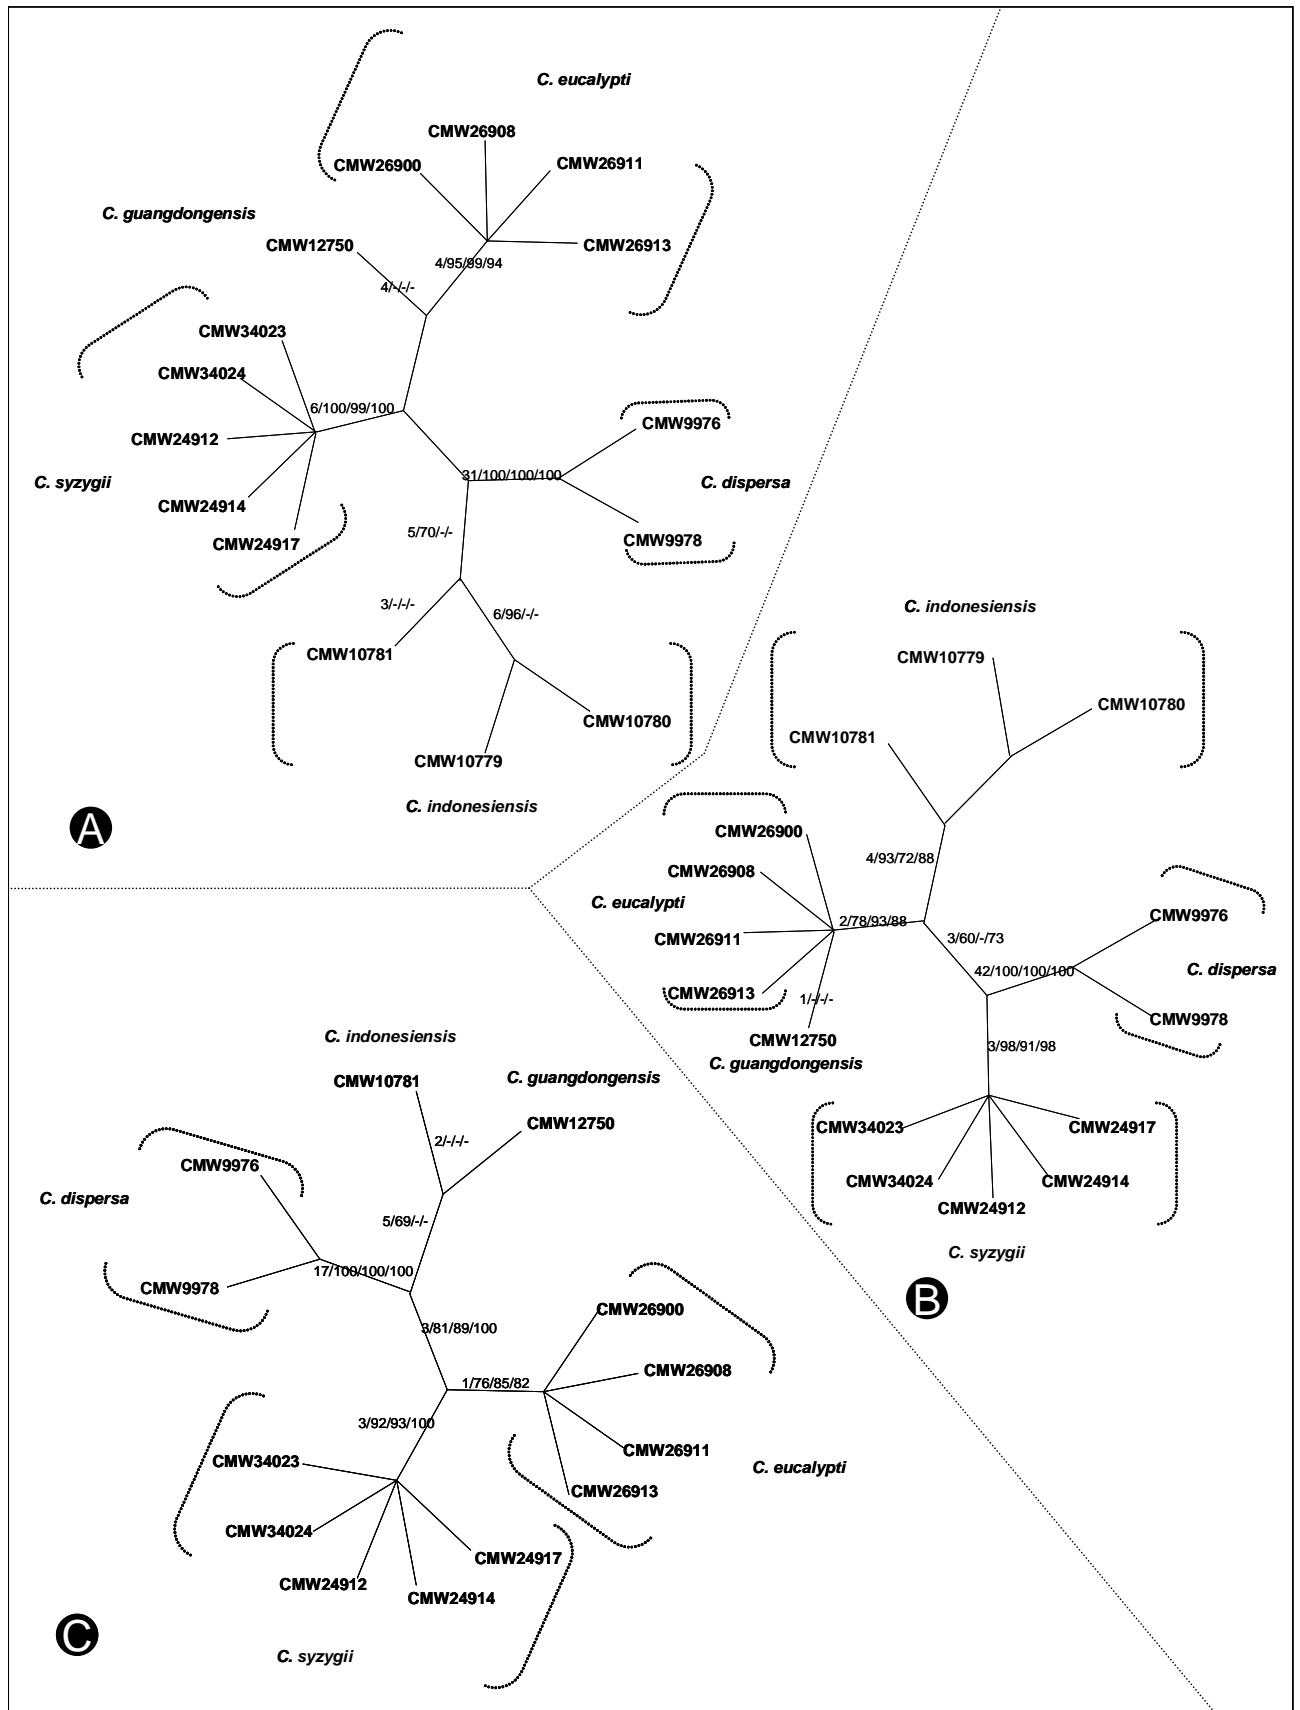 C. eucalypti
CMW26908
CMW26900
CMW26911
C. guangdongensis
CMW12750
CMW26913
4/95/99/94
4/-/-/-
CMW34023
CMW34024
6/100/99/100
CMW24912
CMW9976
C. syzygii
31/100/100/100
C. dispersa
CMW24914
CMW24917
5/70/-/-
CMW9978
3/-/-/-
6/96/-/-
CMW10781
CMW10780
CMW10779
C. indonesiensis
A
C. indonesiensis
CMW10779
CMW10780
CMW10781
CMW26900
4/93/72/88
CMW26908
C. eucalypti
CMW9976
2/78/93/88
CMW26911
3/60/-/73
42/100/100/100
C. dispersa
CMW26913
1/-/-/-
CMW9978
CMW12750
C. guangdongensis
3/98/91/98
CMW34023
CMW24917
CMW34024
CMW24914
CMW24912
C. syzygii
B
C. indonesiensis
CMW10781
C. guangdongensis
CMW12750
2/-/-/-
CMW9976
C. dispersa
5/69/-/-
17/100/100/100
CMW9978
CMW26900
3/81/89/100
CMW26908
1/76/85/82
3/92/93/100
CMW26911
CMW34023
C. eucalypti
CMW26913
CMW34024
CMW24917
CMW24912
CMW24914
C
C. syzygii